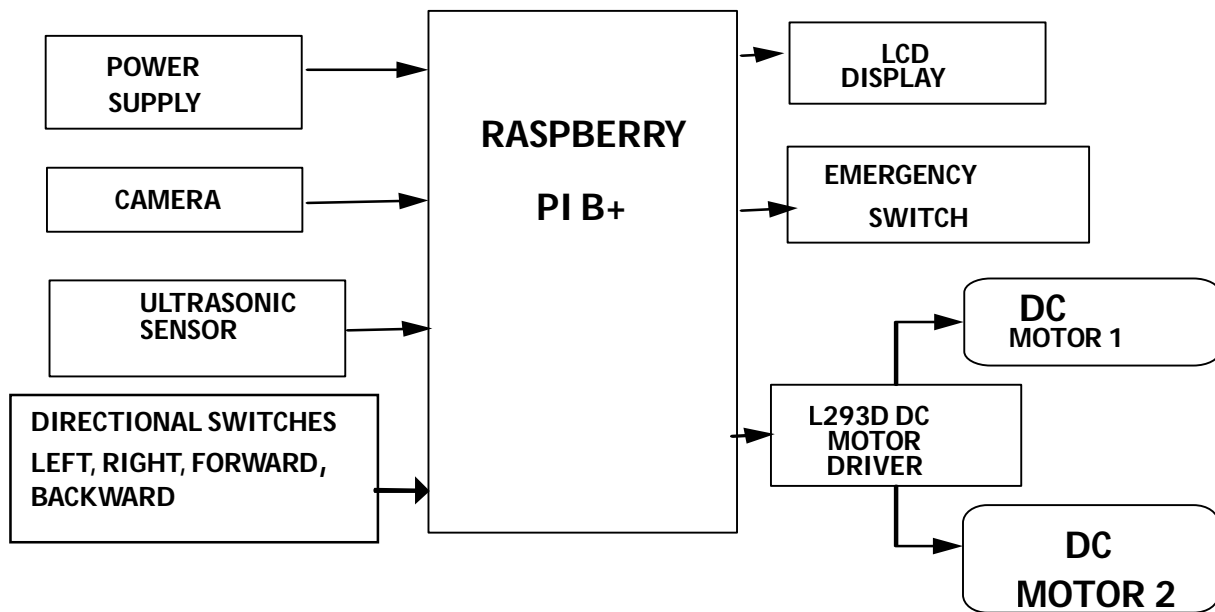 POWER
SUPPLY
CAMERA
ULTRASONIC
SENSOR
DIRECTIONAL SWITCHES
LEFT, RIGHT, FORWARD,
BACKWARD
RASPBERRY
PI B+
LCD
DISPLAY
EMERGENCY
SWITCH
DC
MOTOR 1
L293D DC
MOTOR
DRIVER
DC
MOTOR 2